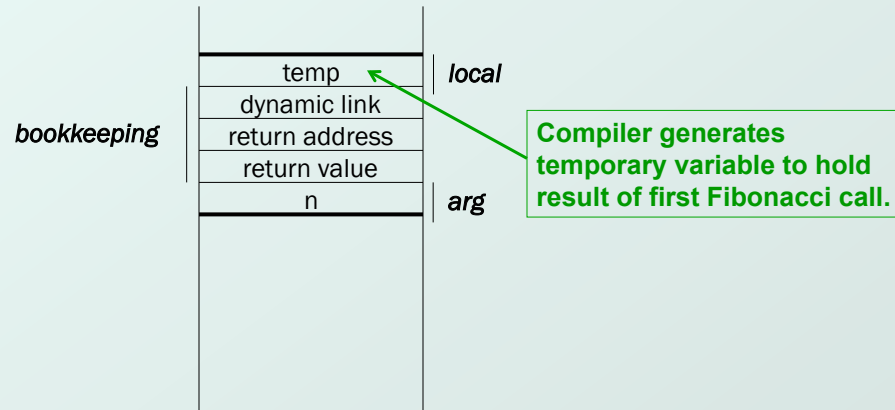 temp
local
dynamic link
bookkeeping
return address
return value
n
arg
Compiler generates
temporary variable to hold
result of first Fibonacci call.